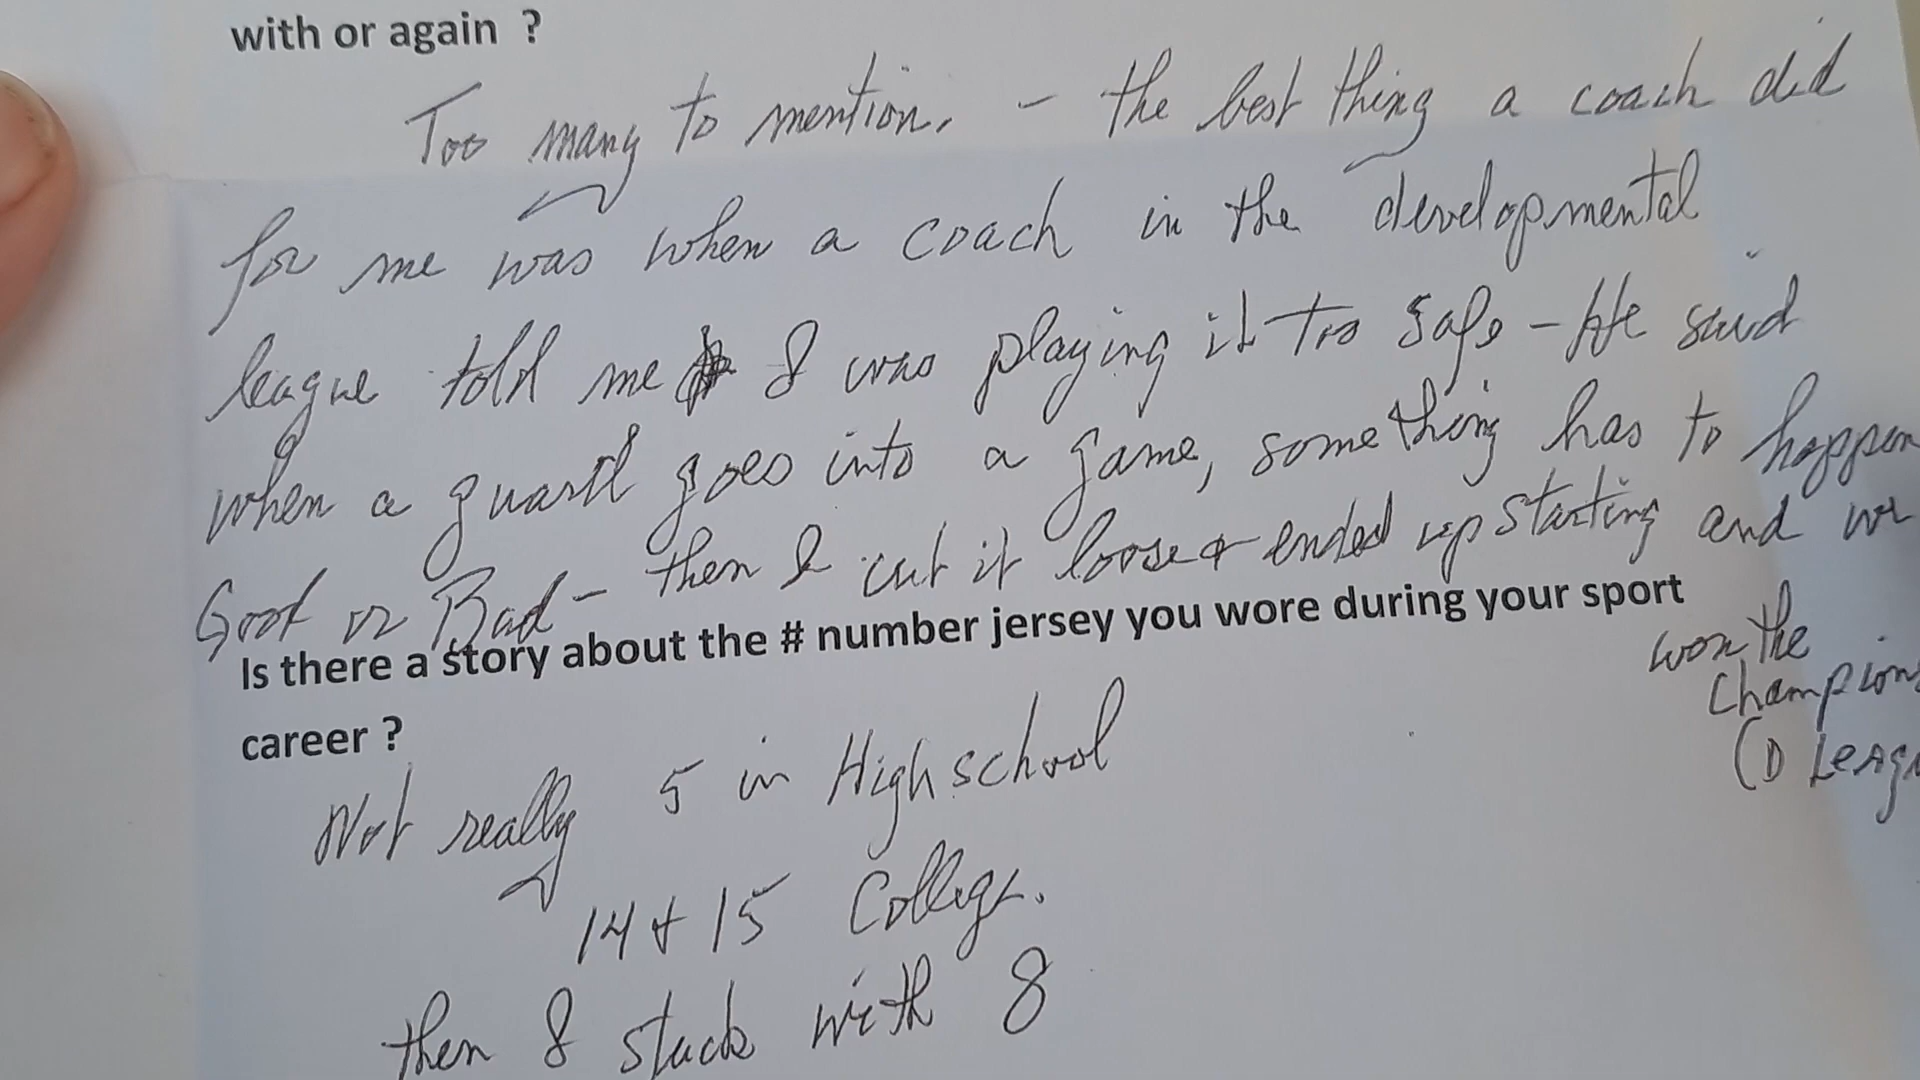 with or again ?
Too many to mention. - the best thing a coach did
for me was when a coach in the developmental
league told me I was playing it too safe - He said
when a guard goes into a game, something has to happen
Good or Bad - then I cut it loose + ended up starting and we
won the
Champions
(D Leag
Is there a story about the # number jersey you wore during your sport
career ?
Not really 5 in High school
14 + 15 College.
then I stuck with 8